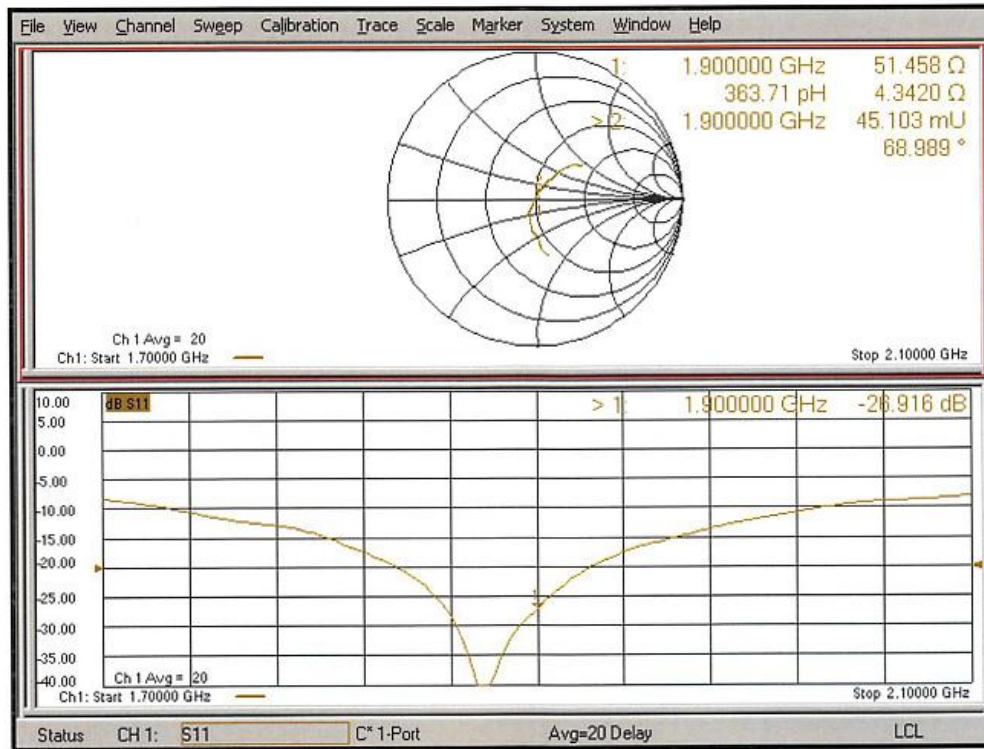 File View Channel Sweep Calibration Trace Scale Marker System Window Help
1: 1.900000 GHz 51.458 Ω
363.71 pH 4.3420 Ω
> 2: 1.900000 GHz 45.103 mU
68.989 °
Ch 1 Avg = 20
Ch1: Start 1.70000 GHz Stop 2.10000 GHz
10.00 dB S11 > 1: 1.900000 GHz -26.916 dB
5.00
0.00
-5.00
-10.00
-15.00
-20.00
-25.00
-30.00
-35.00
-40.00
1
Ch 1 Avg = 20
Ch1: Start 1.70000 GHz Stop 2.10000 GHz
Status CH 1: S11 C* 1-Port Avg=20 Delay LCL